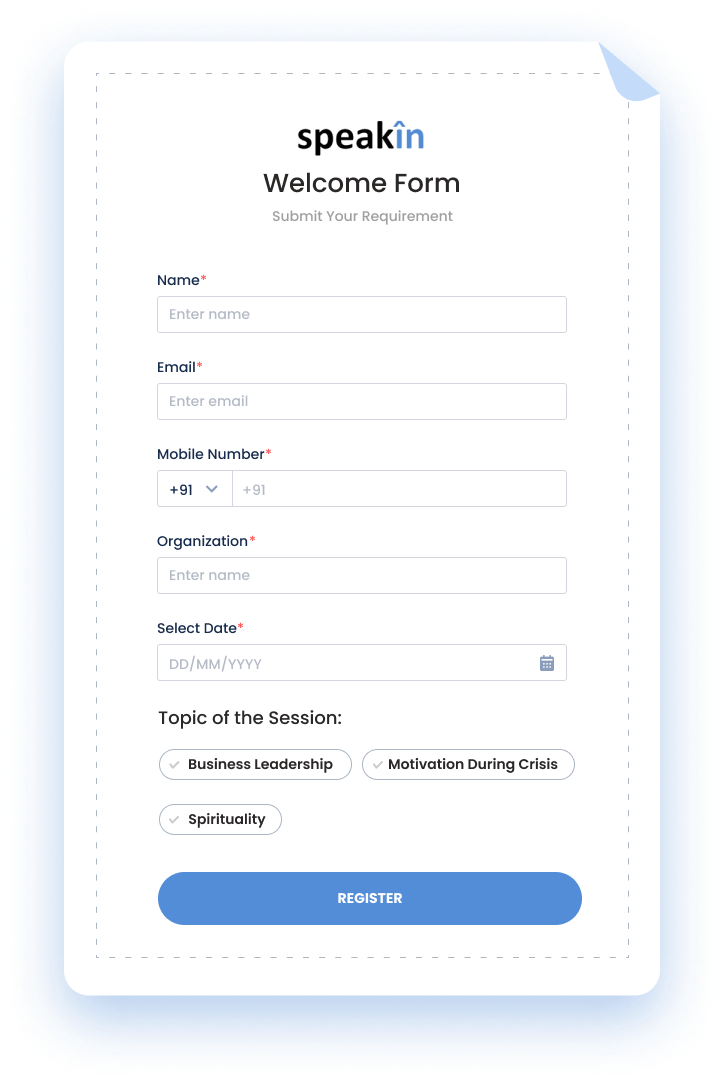 speakîn
Welcome Form
Submit Your Requirement
Name*
Enter name
Email*
Enter email
Mobile Number*
+91 +91
Organization*
Enter name
Select Date*
DD/MM/YYYY
Topic of the Session:
Business Leadership Motivation During Crisis
Spirituality
REGISTER